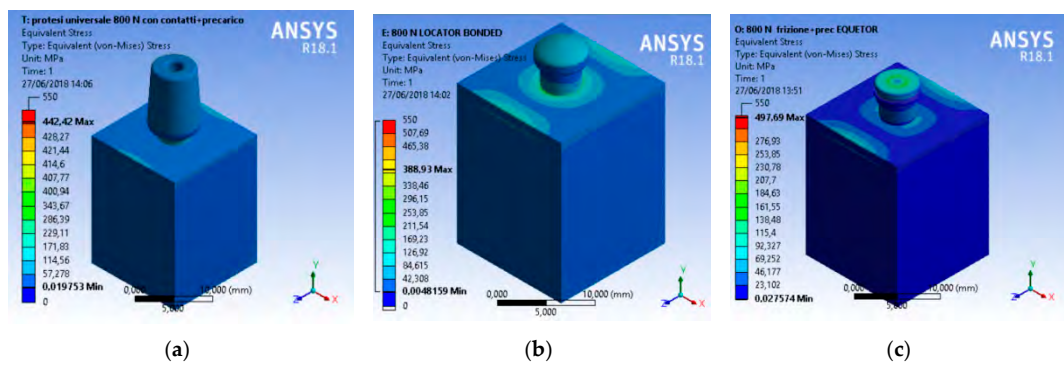 T: protesi universale 800 N con contatti+precarico
Equivalent Stress
Type: Equivalent (von-Mises) Stress
Unit: MPa
Time: 1
27/06/2018 14:06
ANSYS
R18.1
550
442,42 Max
428,27
421,44
414,6
407,77
400,94
343,67
286,39
229,11
171,83
114,56
57,278
0,019753 Min
0
0,000
10,000 (mm)
5,000
Y
Z
X
(a)
E: 800 N LOCATOR BONDED
Equivalent Stress
Type: Equivalent (von-Mises) Stress
Unit: MPa
Time: 1
27/06/2018 14:02
ANSYS
R18.1
550
507,69
465,38
388,93 Max
338,46
296,15
253,85
211,54
169,23
126,92
84,615
42,308
0,0048159 Min
0
0,000
10,000 (mm)
5,000
Y
Z
X
(b)
O: 800 N frizione+prec EQUETOR
Equivalent Stress
Type: Equivalent (von-Mises) Stress
Unit: MPa
Time: 1
27/06/2018 13:51
ANSYS
R18.1
550
497,69 Max
276,93
253,85
230,78
207,7
184,63
161,55
138,48
115,4
92,327
69,252
46,177
23,102
0,027574 Min
0,000
10,000 (mm)
5,000
Y
Z
X
(c)